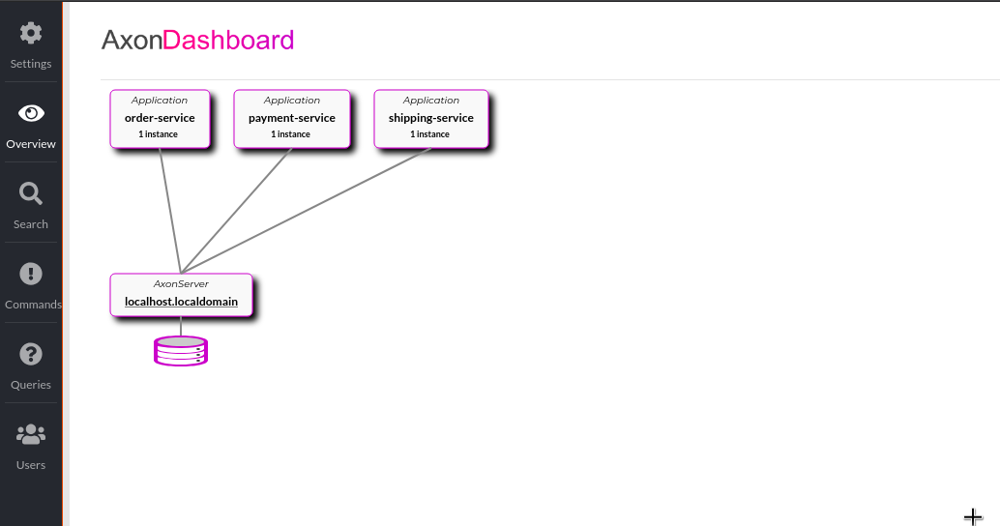 AxonDashboard
Settings
Overview
Search
Commands
Queries
Users
Application
order-service
1 instance
Application
payment-service
1 instance
Application
shipping-service
1 instance
AxonServer
localhost.localdomain